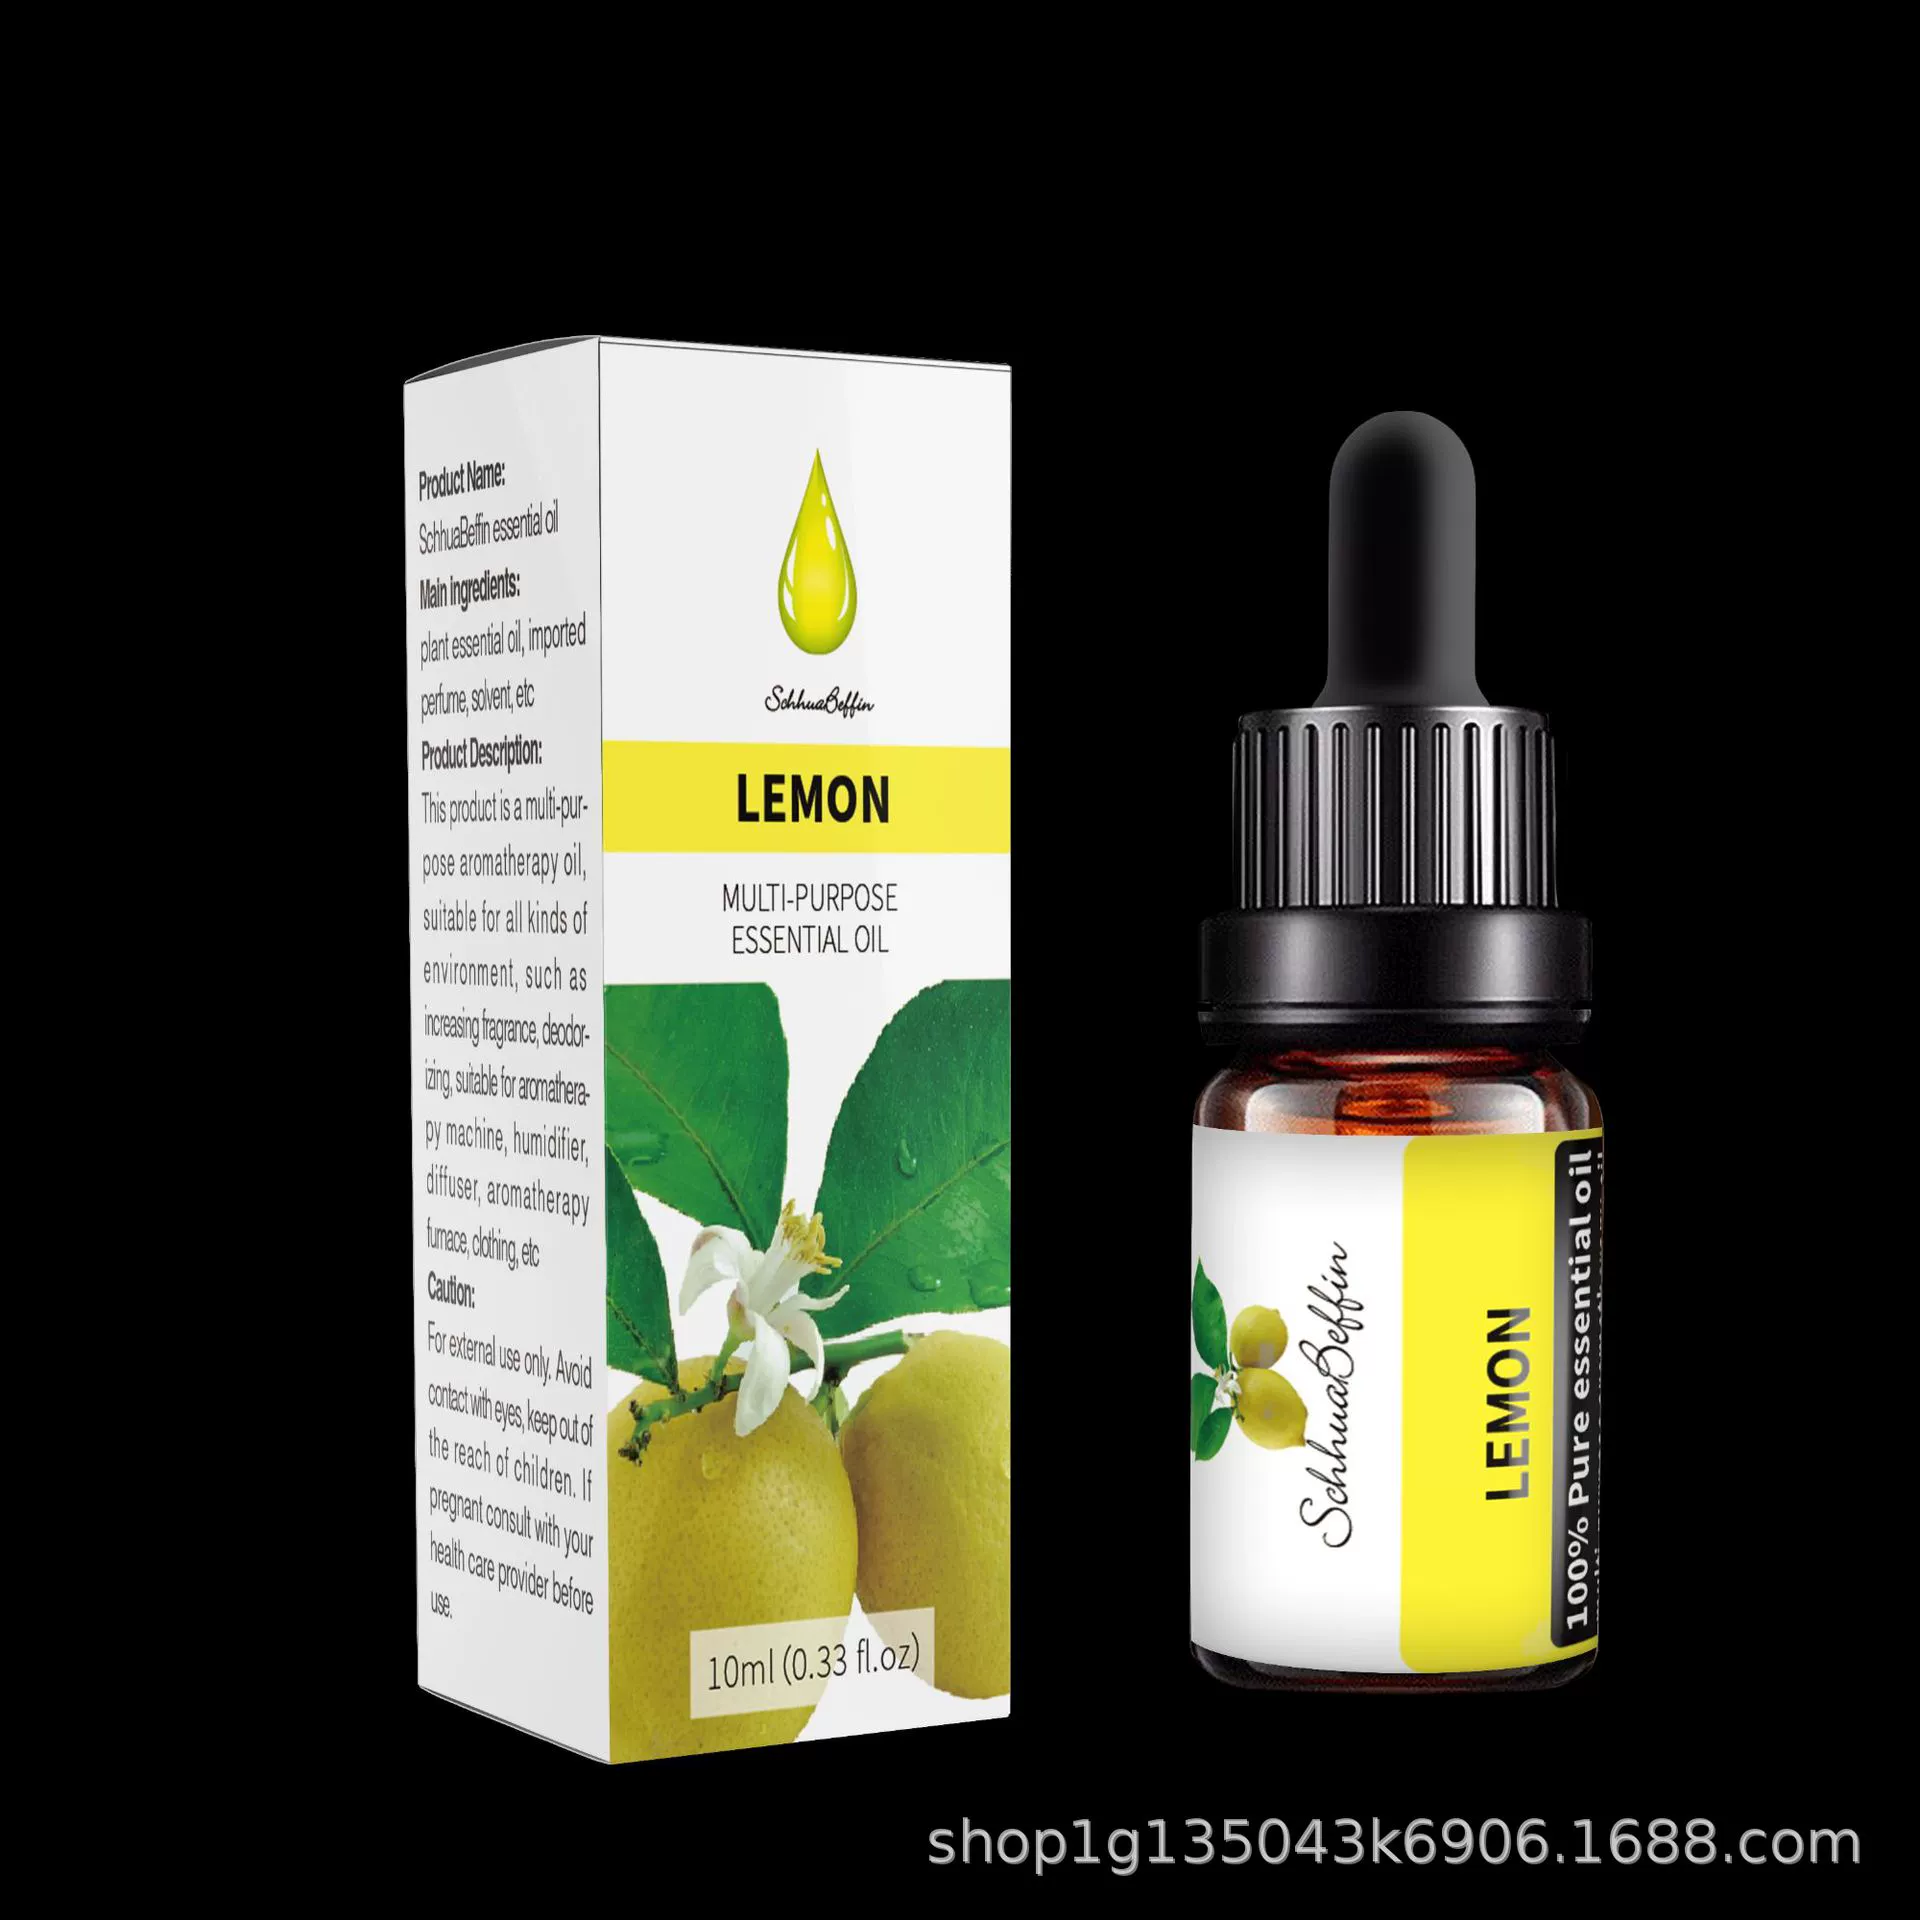 Product Name:
SchhuaBeffin essential oil
Main ingredients:
plant essential oil, imported
perfume, solvent, etc
Product Description:
This product is a multi-pur-
pose aromatherapy oil,
suitable for all kinds of
environment, such as
increasing fragrance, deodor-
izing, suitable for aromathera-
py machine, humidifier,
diffuser, aromatherapy
furnace, clothing, etc
Caution:
For external use only. Avoid
contact with eyes, keep out of
the reach of children. If
pregnant consult with your
health care provider before
use.
SchhuaBeffin
LEMON
MULTI-PURPOSE
ESSENTIAL OIL
10ml (0.33 fl.oz)
SchhuaBeffin
LEMON
100% Pure essential oil
shop1g135043k6906.1688.com